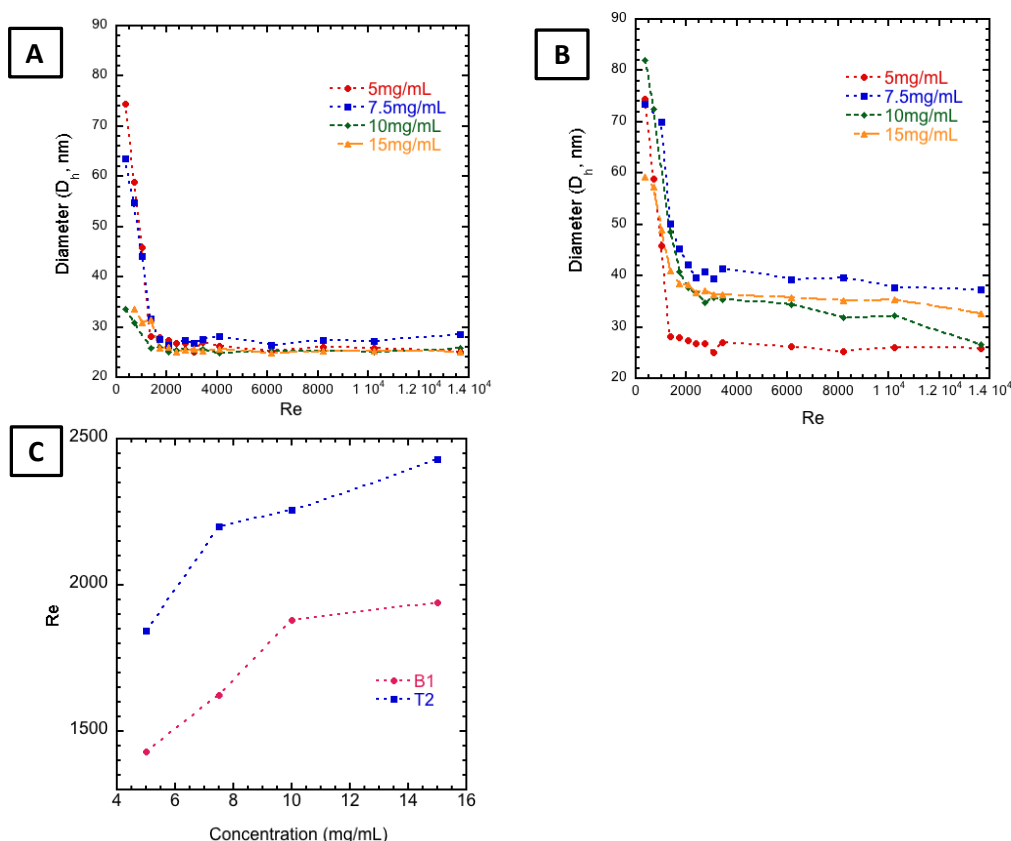 A
90
80
70
60
50
40
30
20
Diameter (Dh, nm)
5mg/mL
7.5mg/mL
10mg/mL
15mg/mL
0 2000 4000 6000 8000 1 10^4 1.2 10^4 1.4 10^4
Re
B
90
80
70
60
50
40
30
20
Diameter (Dh, nm)
5mg/mL
7.5mg/mL
10mg/mL
15mg/mL
0 2000 4000 6000 8000 1 10^4 1.2 10^4 1.4 10^4
Re
C
2500
2000
1500
Re
B1
T2
4 6 8 10 12 14 16
Concentration (mg/mL)